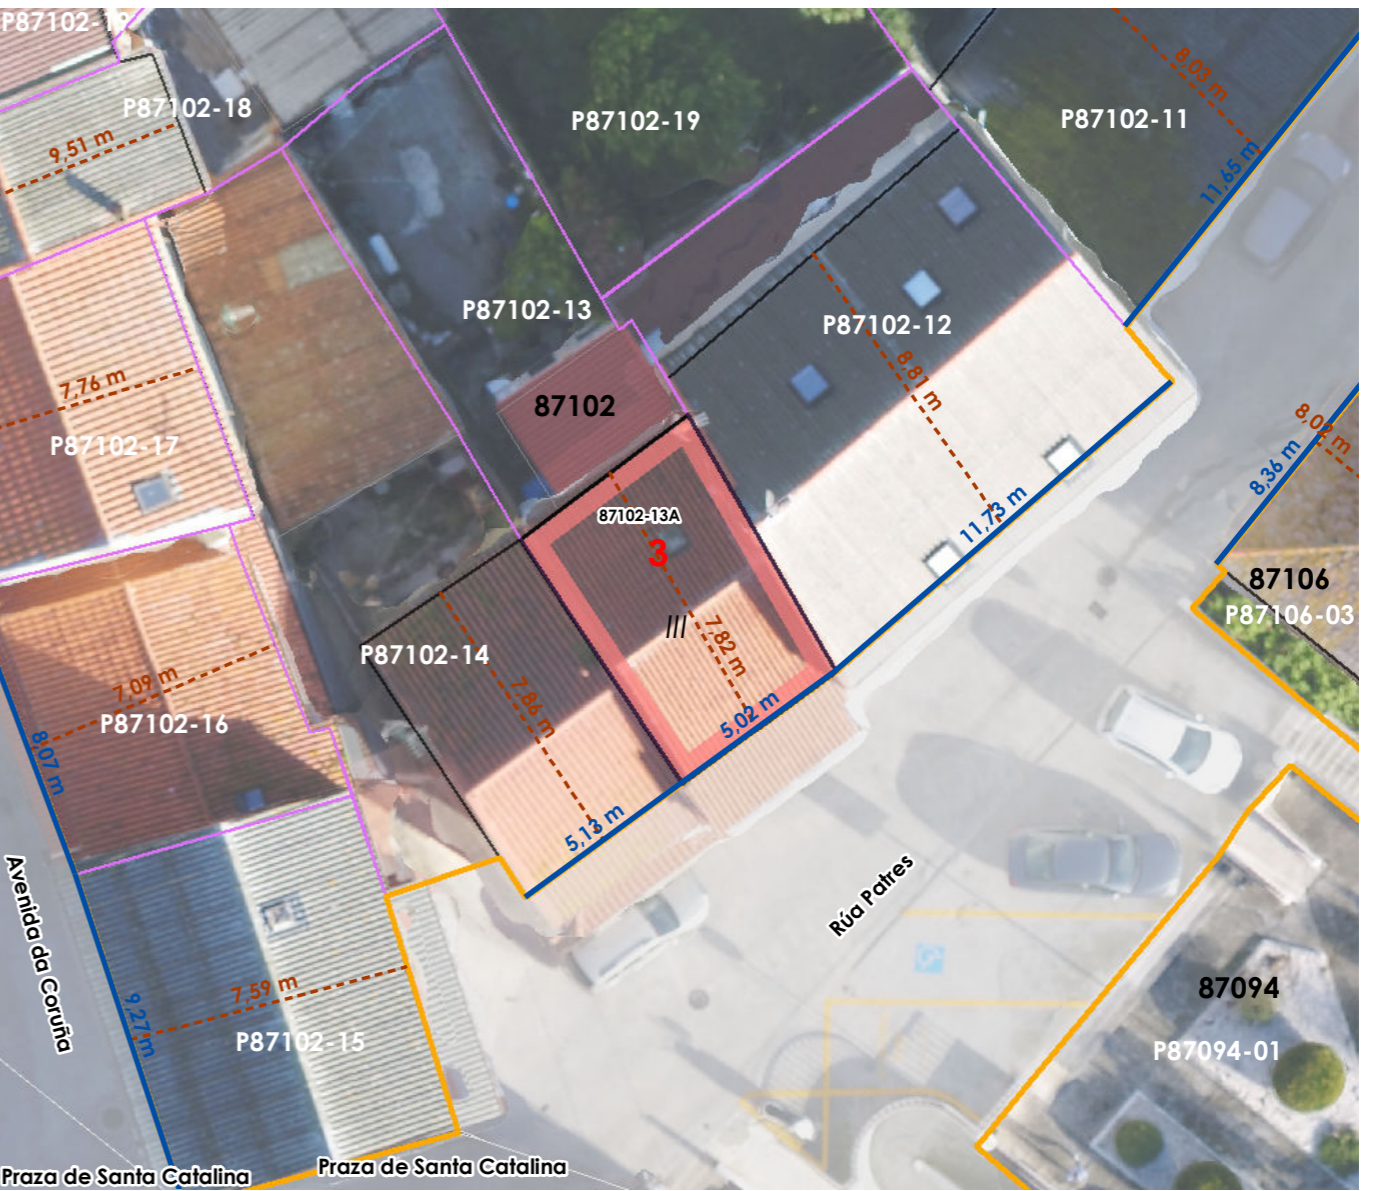 P87102-19
P87102-18
9,51 m
P87102-19
P87102-11
8,03 m
11,65 m
P87102-13
P87102-12
8,81 m
7,76 m
P87102-17
87102
87102-13A
3
III
7,82 m
5,02 m
11,73 m
8,02 m
8,36 m
87106
P87106-03
P87102-14
7,86 m
5,13 m
7,09 m
P87102-16
8,07 m
Rúa Patres
Avenida da Coruña
7,59 m
9,27 m
P87102-15
87094
P87094-01
Praza de Santa Catalina
Praza de Santa Catalina